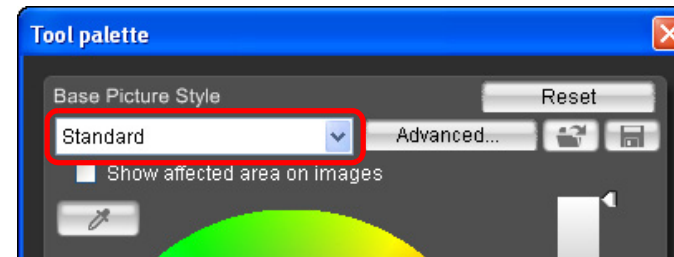 Tool palette
Base Picture Style
Reset
Standard
Advanced...
Show affected area on images